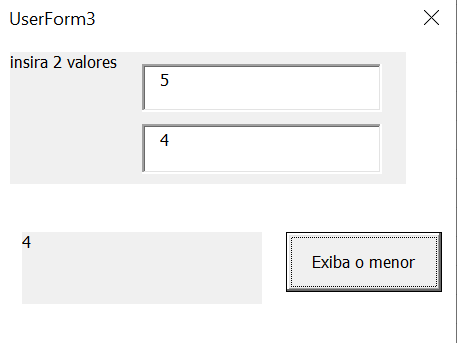 UserForm3
insira 2 valores
5
4
4
Exiba o menor